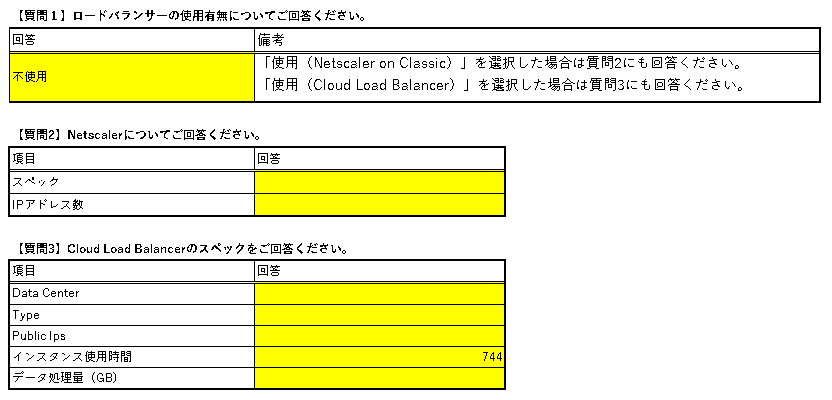 【質問１】ロードバランサーの使用有無についてご回答ください。
回答 備考
不使用
「使用（Netscaler on Classic）」を選択した場合は質問2にも回答ください。
「使用（Cloud Load Balancer）」を選択した場合は質問3にも回答ください。
【質問2】Netscalerについてご回答ください。
項目 回答
スペック
IPアドレス数
【質問3】Cloud Load Balancerのスペックをご回答ください。
項目 回答
Data Center
Type
Public Ips
インスタンス使用時間 744
データ処理量（GB）